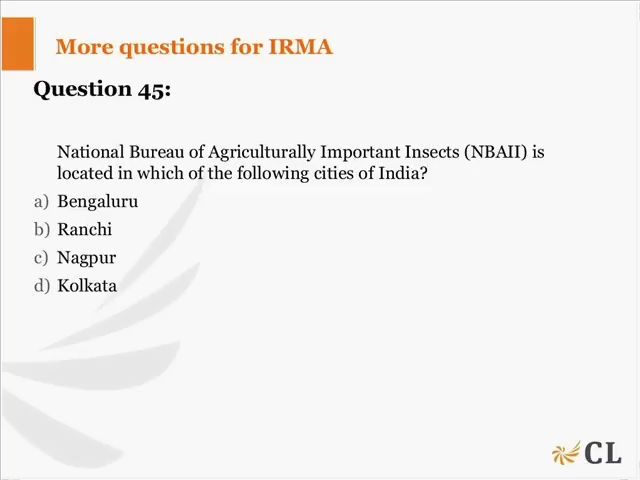 More questions for IRMA
Question 45:
National Bureau of Agriculturally Important Insects (NBAII) is
located in which of the following cities of India?
a) Bengaluru
b) Ranchi
c) Nagpur
d) Kolkata
CL